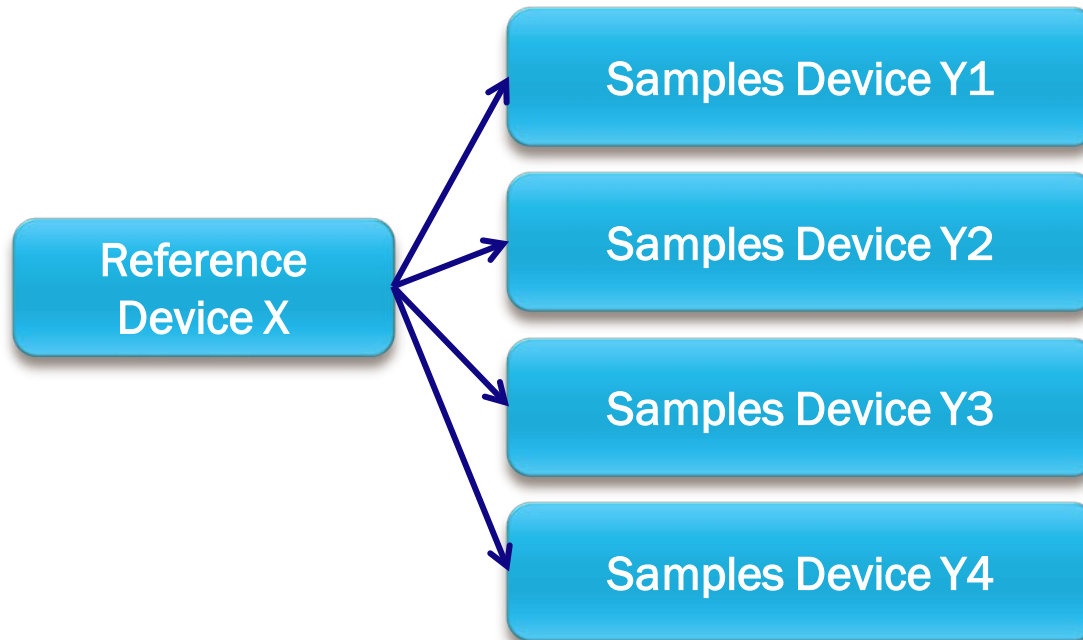 Samples Device Y1
Samples Device Y2
Reference
Device X
Samples Device Y3
Samples Device Y4